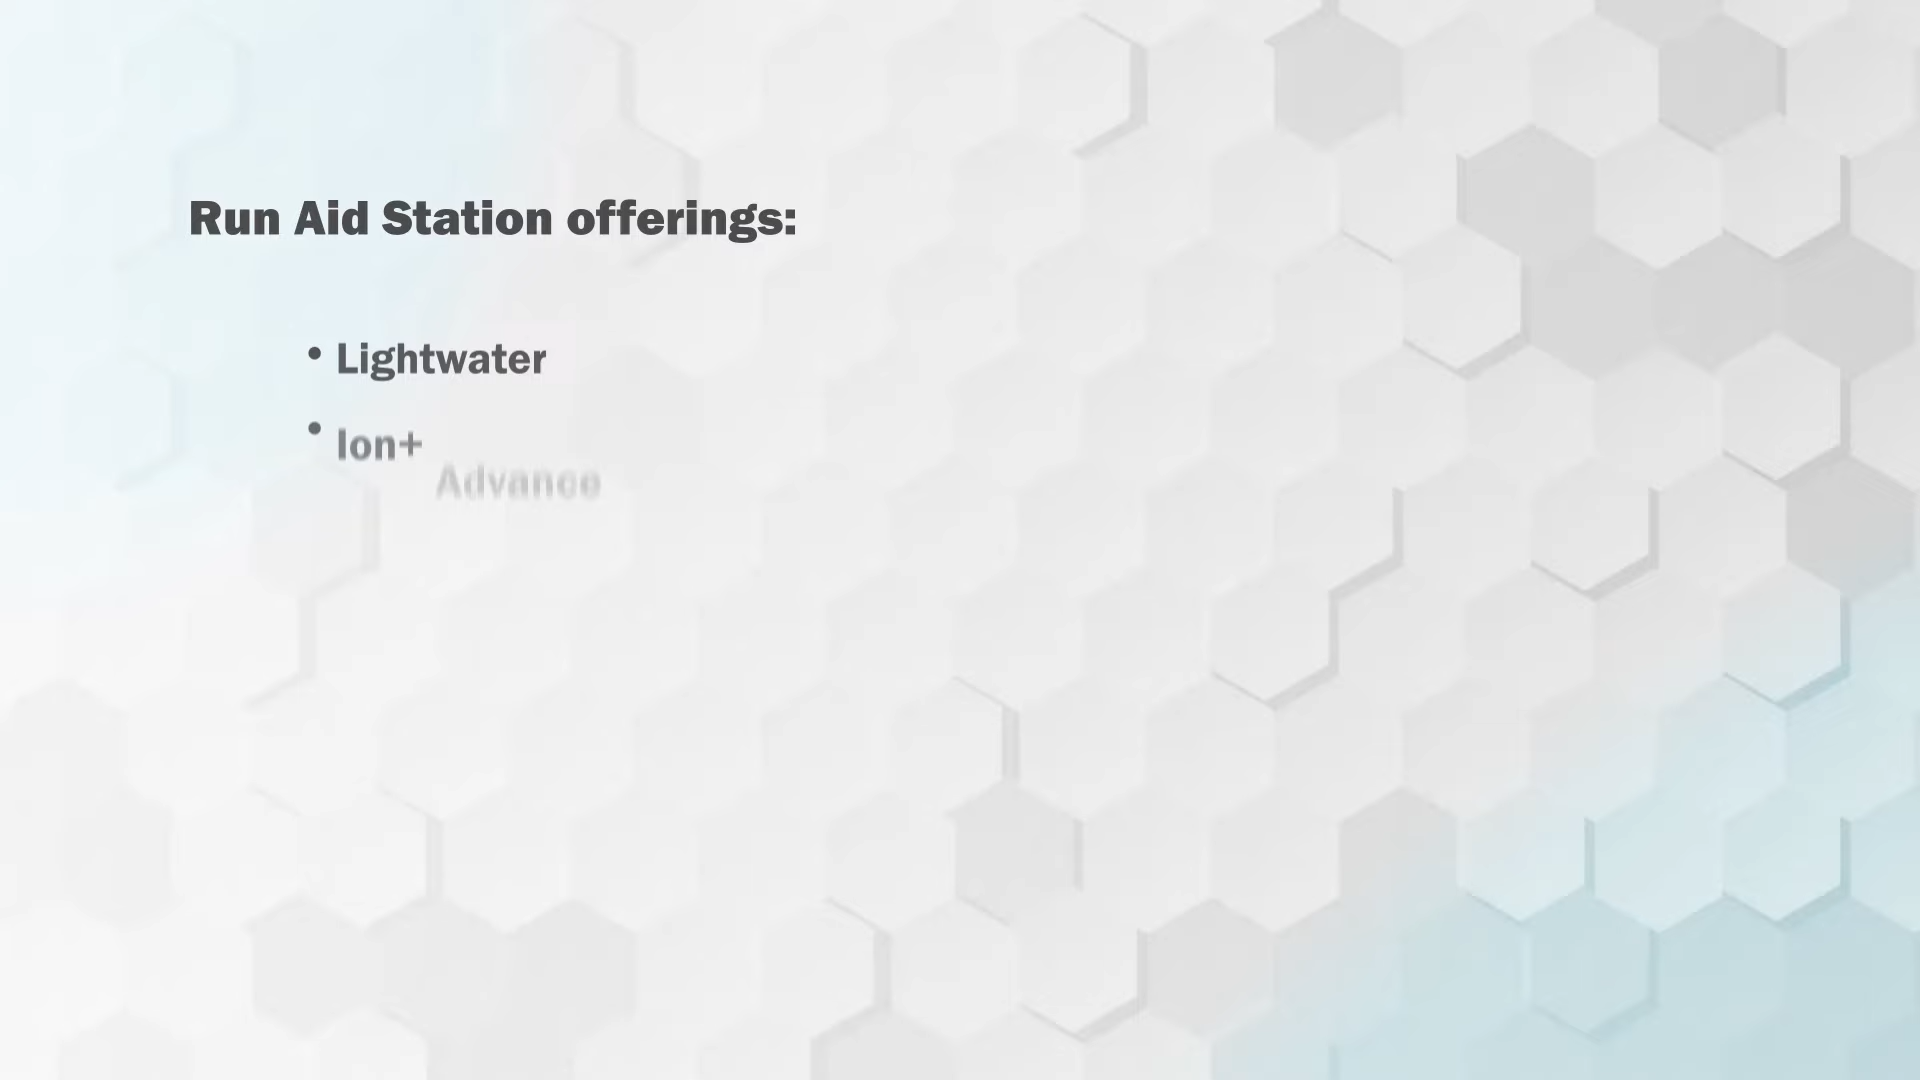 Run Aid Station offerings:
• Lightwater
• Ion+ Advance